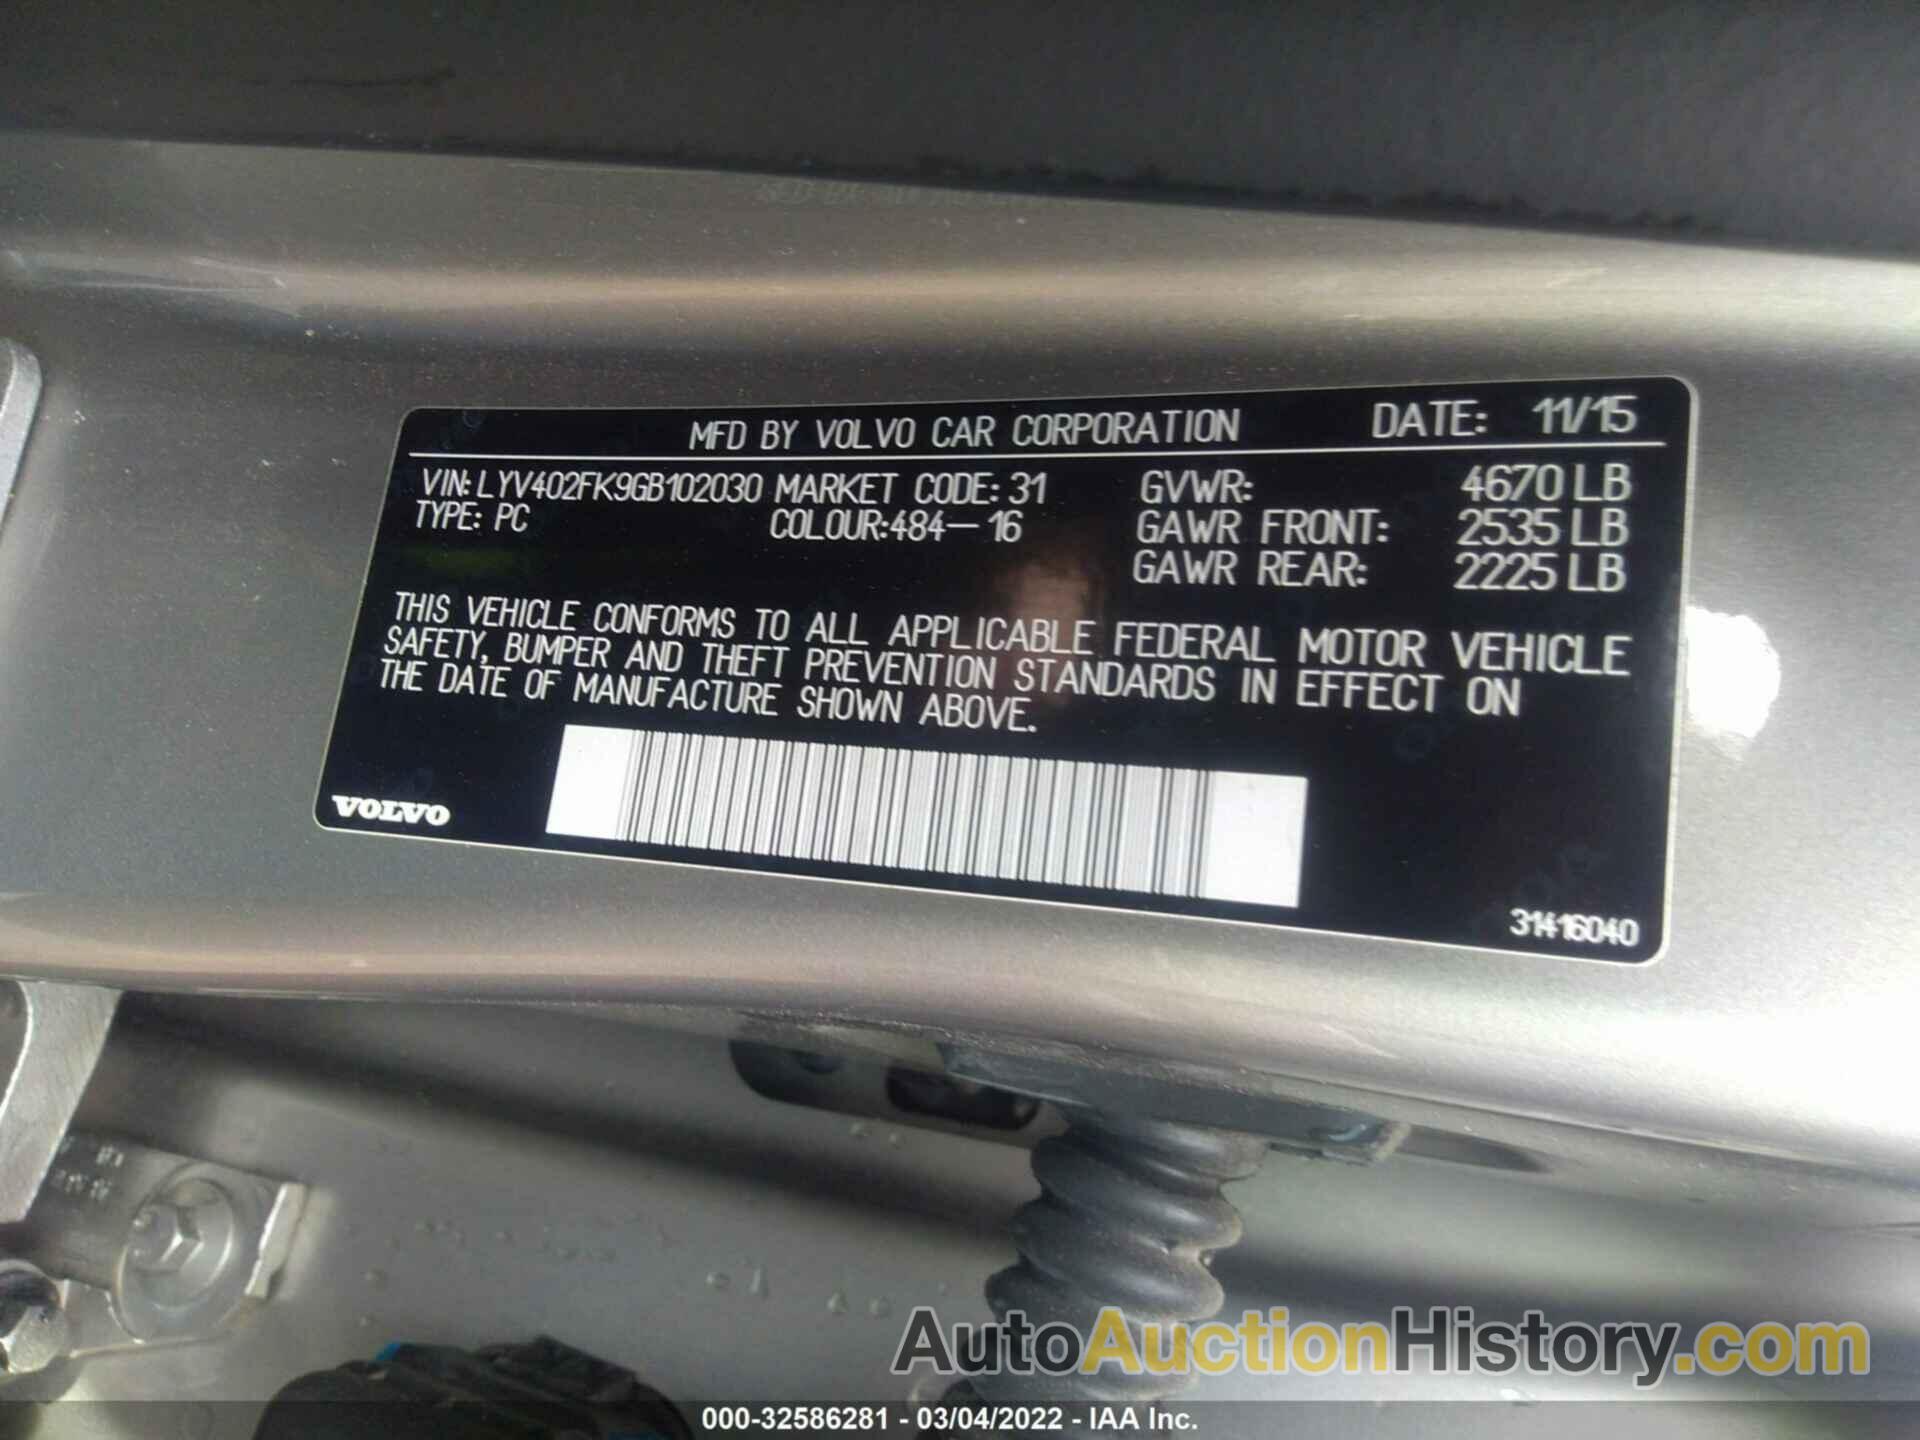 MFD BY VOLVO CAR CORPORATION DATE: 11/15
VIN: LYV402FK9GB102030 MARKET CODE: 31 GVWR: 4670 LB
TYPE: PC COLOUR:484-16 GAWR FRONT: 2535 LB
GAWR REAR: 2225 LB
THIS VEHICLE CONFORMS TO ALL APPLICABLE FEDERAL MOTOR VEHICLE
SAFETY, BUMPER AND THEFT PREVENTION STANDARDS IN EFFECT ON
THE DATE OF MANUFACTURE SHOWN ABOVE.
VOLVO
31416040
AutoAuctionHistory.com
000-32586281 - 03/04/2022 - IAA Inc.